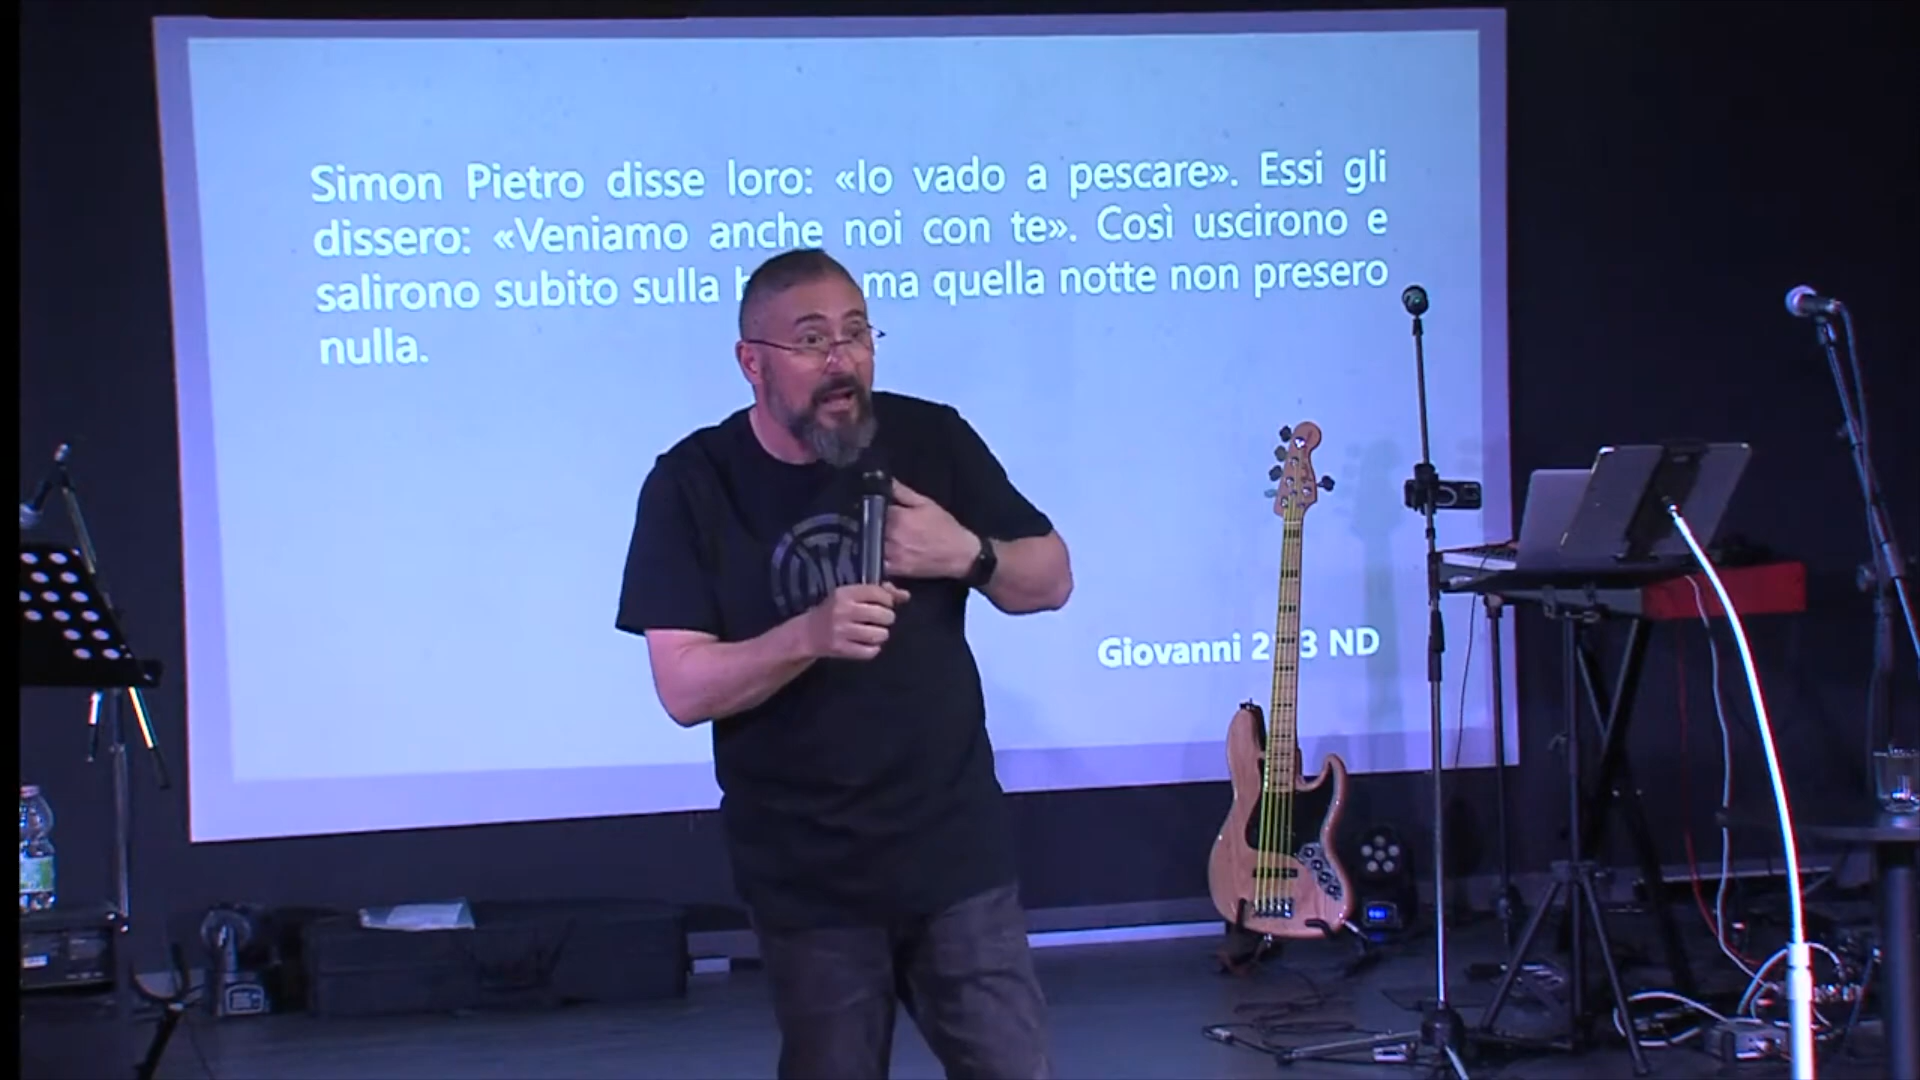 Simon Pietro disse loro: «Io vado a pescare». Essi gli
dissero: «Veniamo anche noi con te». Così uscirono e
salirono subito sulla ma quella notte non presero
nulla.
Giovanni ND